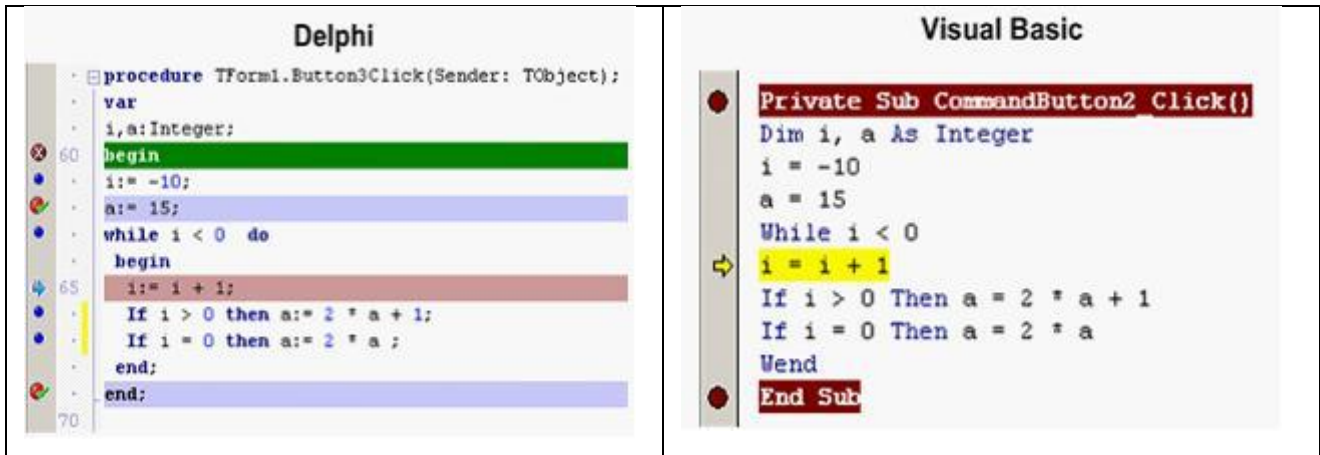 Delphi
procedure TForm1.Button3Click(Sender: TObject);
var
i,a:Integer;
60 begin
i:= -10;
a:= 15;
while i < 0 do
begin
65 i:= i + 1;
If i > 0 then a:= 2 * a + 1;
If i = 0 then a:= 2 * a ;
end;
end;
70
Visual Basic
Private Sub CommandButton2_Click()
Dim i, a As Integer
i = -10
a = 15
While i < 0
i = i + 1
If i > 0 Then a = 2 * a + 1
If i = 0 Then a = 2 * a
Wend
End Sub